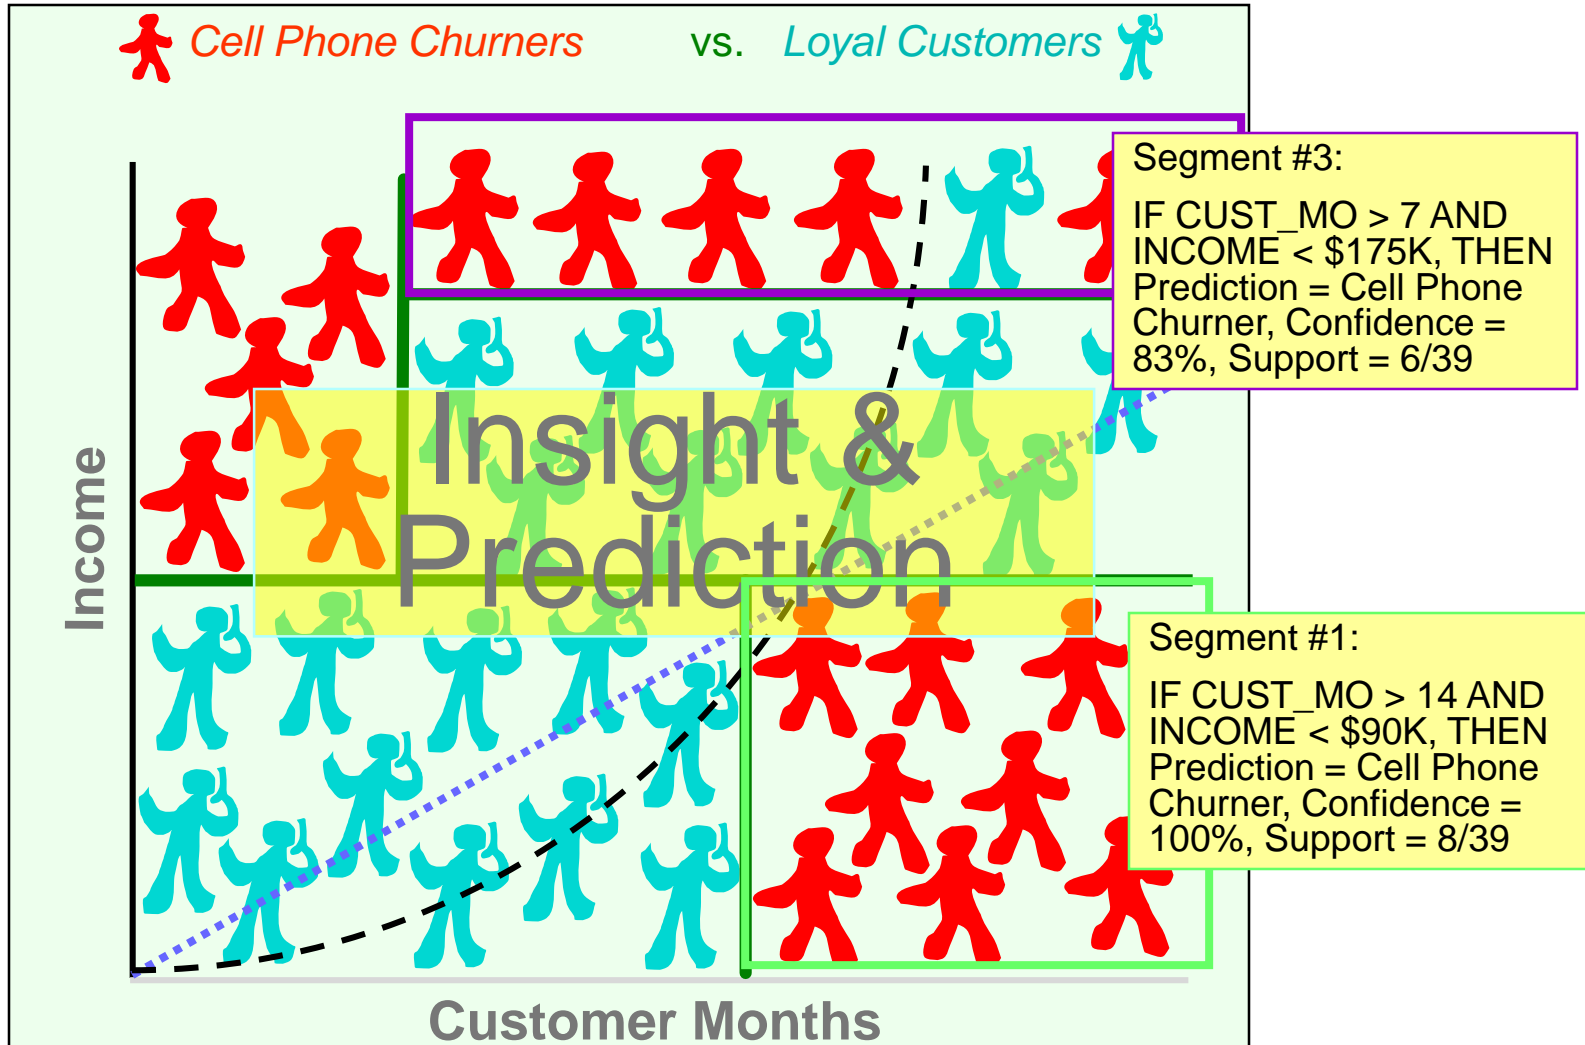 Cell Phone Churners vs. Loyal Customers
Segment #3:
IF CUST_MO > 7 AND
INCOME < $175K, THEN
Prediction = Cell Phone
Churner, Confidence =
83%, Support = 6/39
Insight &
Prediction
Income
Segment #1:
IF CUST_MO > 14 AND
INCOME < $90K, THEN
Prediction = Cell Phone
Churner, Confidence =
100%, Support = 8/39
Customer Months